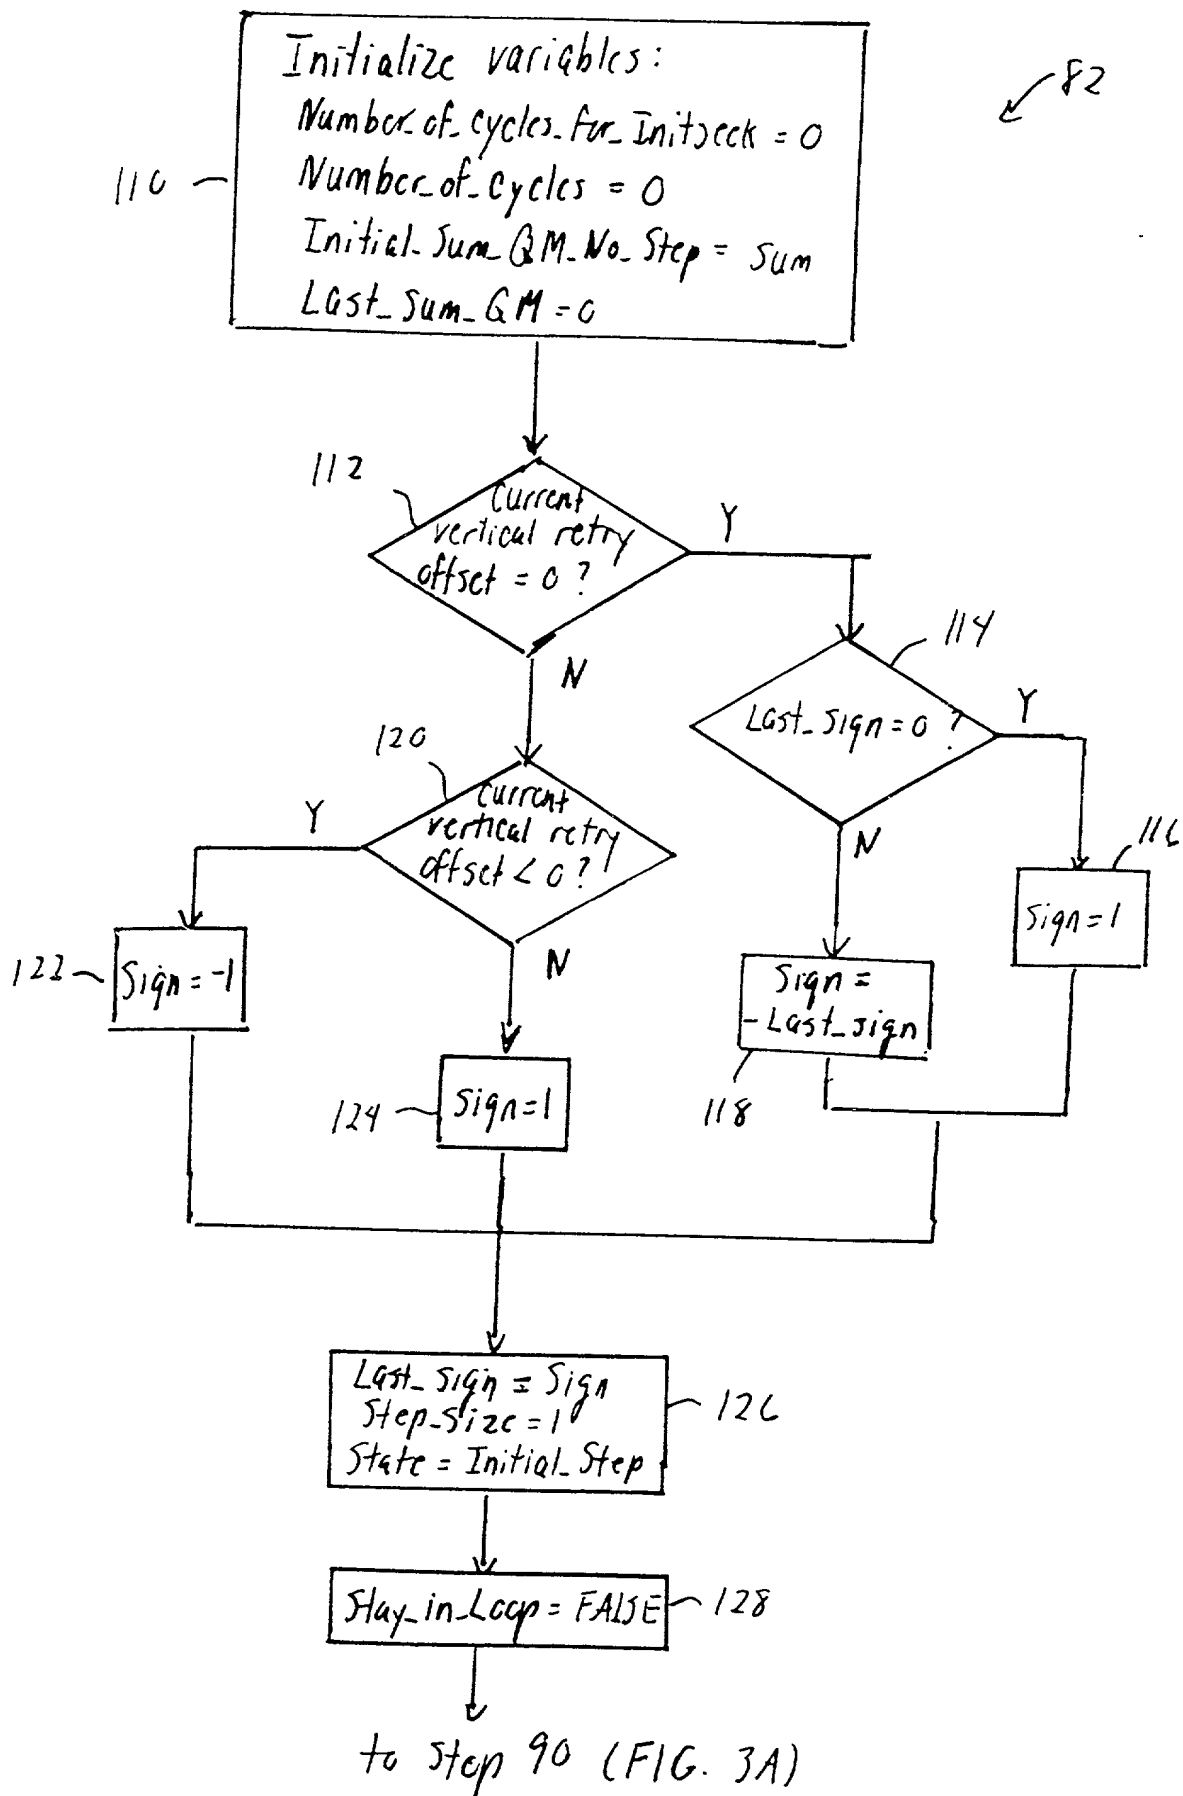 Initialize variables:
82
Number_of_cycles_for_Initseek = 0
110
Number_of_cycles = 0
Initial_Sum_QM_No_Step = Sum
Last_Sum_QM = 0
112
Current
vertical retry
offset = 0 ?
Y
N
114
Last_Sign = 0 ?
Y
N
116
Sign = 1
Sign =
- Last_sign
118
120
Current
vertical retry
offset < 0 ?
Y
N
122
Sign = -1
124
Sign = 1
Last_sign = Sign
Step_Size = 1
State = Initial_Step
126
Stay_in_Loop = FALSE
128
to step 90 (FIG. 3A)